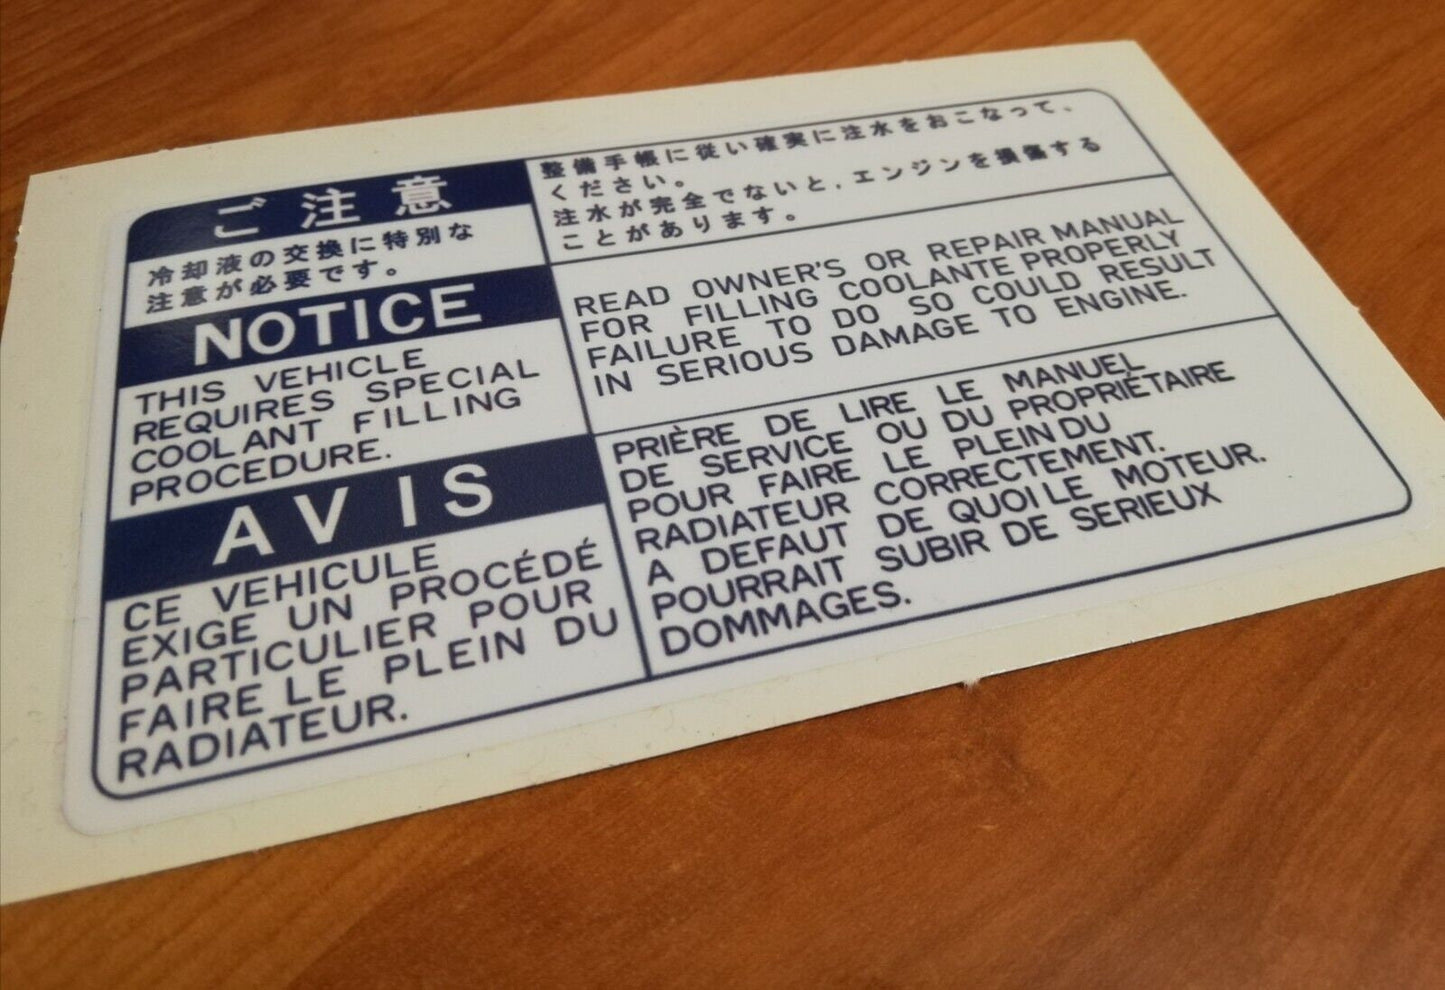 ご注意
冷却液の交換に特別な
注意が必要です。
整備手帳に従い確実に注水をおこなって、
ください。
注水が完全でないと、エンジンを損傷する
ことがあります。
NOTICE
THIS VEHICLE
REQUIRES SPECIAL
COOLANT FILLING
PROCEDURE.
READ OWNER'S OR REPAIR MANUAL
FOR FILLING COOLANTE PROPERLY
FAILURE TO DO SO COULD RESULT
IN SERIOUS DAMAGE TO ENGINE.
AVIS
CE VEHICULE
EXIGE UN PROCÉDÉ
PARTICULIER POUR
FAIRE LE PLEIN DU
RADIATEUR.
PRIÈRE DE LIRE LE MANUEL
DE SERVICE OU DU PROPRIÉTAIRE
POUR FAIRE LE PLEIN DU
RADIATEUR CORRECTEMENT.
A DEFAUT DE QUOI LE MOTEUR.
POURRAIT SUBIR DE SERIEUX
DOMMAGES.